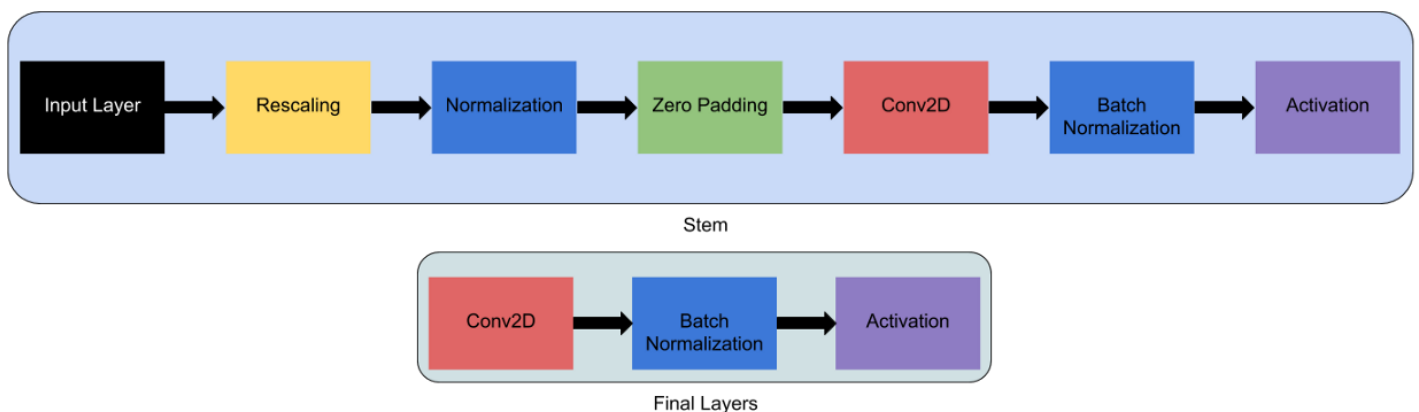 Input Layer
Rescaling
Normalization
Zero Padding
Conv2D
Batch
Normalization
Activation
Stem
Conv2D
Batch
Normalization
Activation
Final Layers